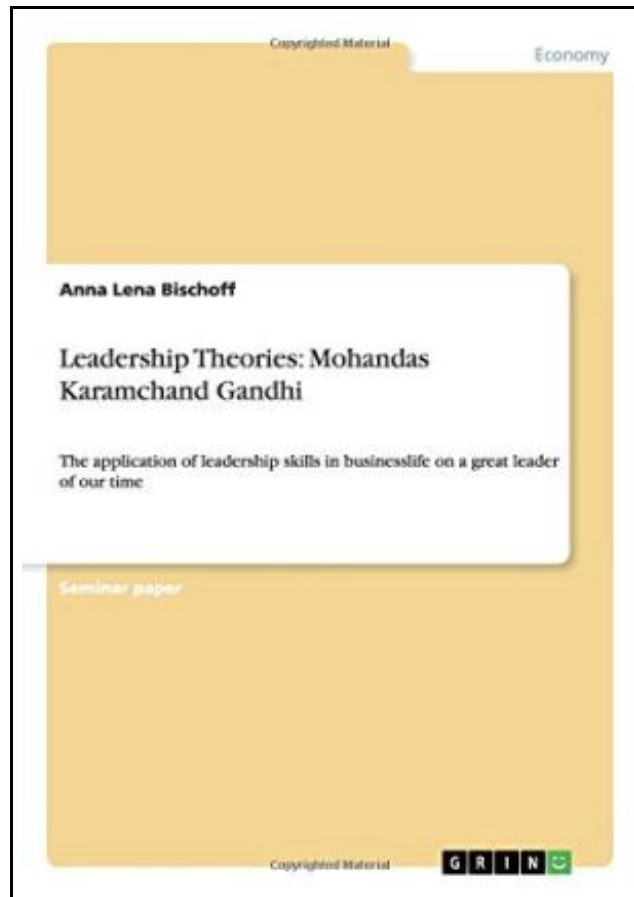 Copyrighted Material
Economy
Anna Lena Bischoff
Leadership Theories: Mohandas
Karamchand Gandhi
The application of leadership skills in businesslife on a great leader
of our time
Seminar paper
Copyrighted Material
GRIN